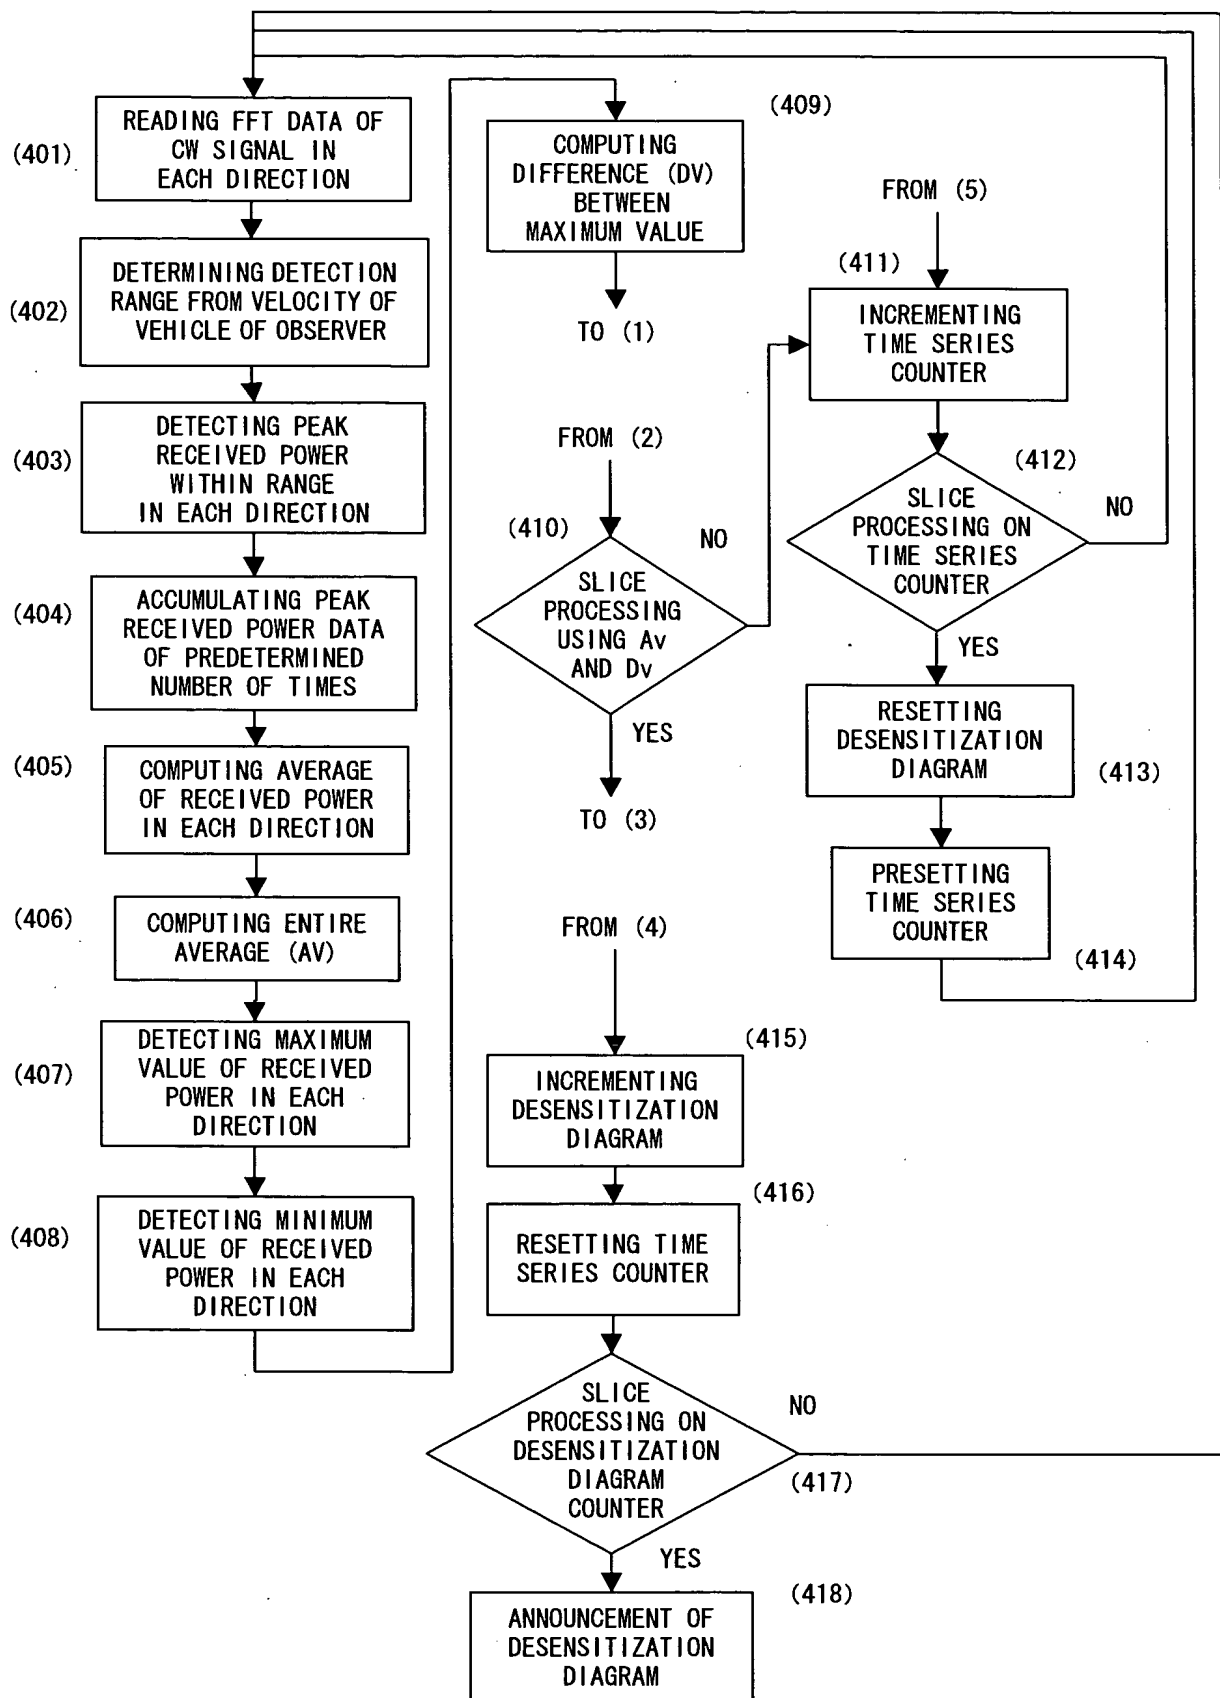 (401)
READING FFT DATA OF
CW SIGNAL IN
EACH DIRECTION
(402)
DETERMINING DETECTION
RANGE FROM VELOCITY OF
VEHICLE OF OBSERVER
(403)
DETECTING PEAK
RECEIVED POWER
WITHIN RANGE
IN EACH DIRECTION
(404)
ACCUMULATING PEAK
RECEIVED POWER DATA
OF PREDETERMINED
NUMBER OF TIMES
(405)
COMPUTING AVERAGE
OF RECEIVED POWER
IN EACH DIRECTION
(406)
COMPUTING ENTIRE
AVERAGE (AV)
(407)
DETECTING MAXIMUM
VALUE OF RECEIVED
POWER IN EACH
DIRECTION
(408)
DETECTING MINIMUM
VALUE OF RECEIVED
POWER IN EACH
DIRECTION
(409)
COMPUTING
DIFFERENCE (DV)
BETWEEN
MAXIMUM VALUE
TO (1)
FROM (2)
(410)
SLICE
PROCESSING
USING Av
AND Dv
NO
YES
TO (3)
FROM (5)
(411)
INCREMENTING
TIME SERIES
COUNTER
(412)
SLICE
PROCESSING ON
TIME SERIES
COUNTER
NO
YES
RESETTING
DESENSITIZATION
DIAGRAM
(413)
PRESETTING
TIME SERIES
COUNTER
(414)
FROM (4)
(415)
INCREMENTING
DESENSITIZATION
DIAGRAM
(416)
RESETTING TIME
SERIES COUNTER
SLICE
PROCESSING ON
DESENSITIZATION
DIAGRAM
COUNTER
NO
(417)
YES
(418)
ANNOUNCEMENT OF
DESENSITIZATION
DIAGRAM